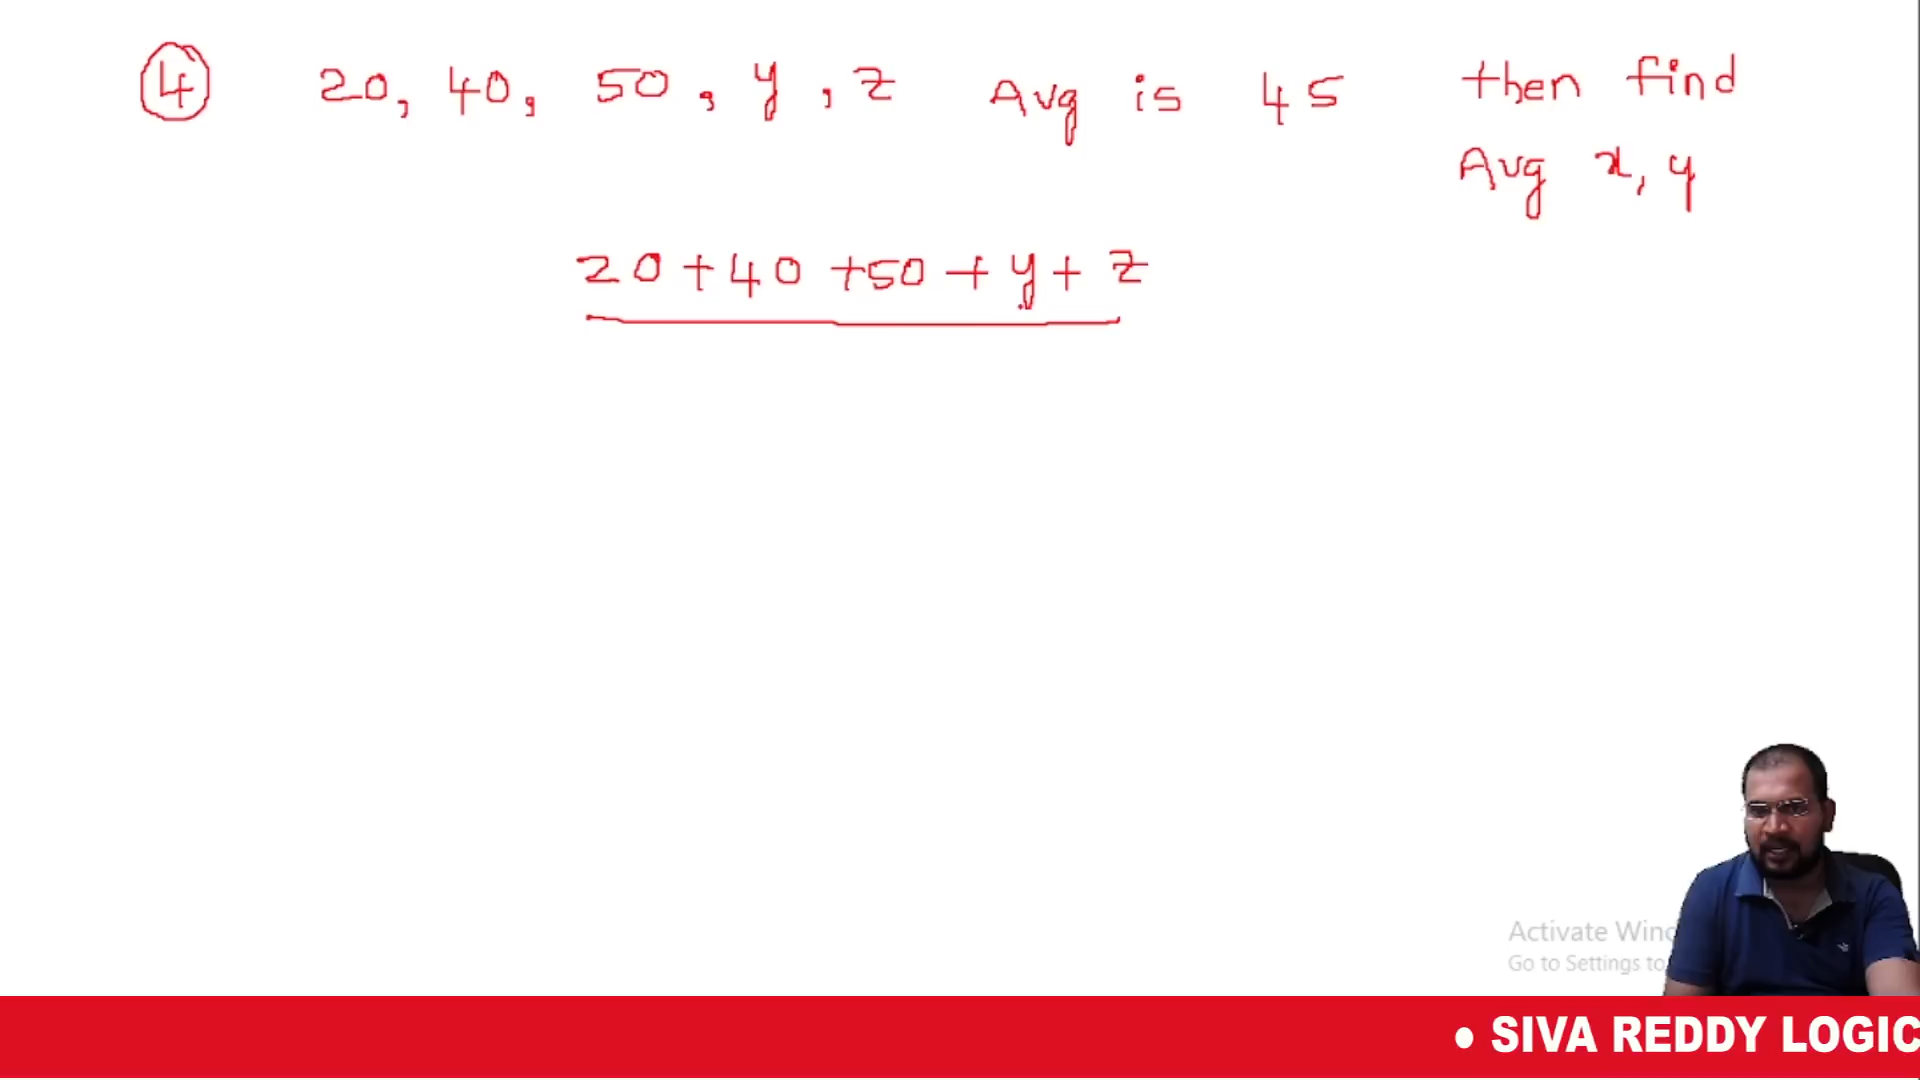 4 20, 40, 50, y, z Avg is 45 then find
Avg x, y
20+40+50+y+z
Activate Wind
Go to Settings to
• SIVA REDDY LOGIC